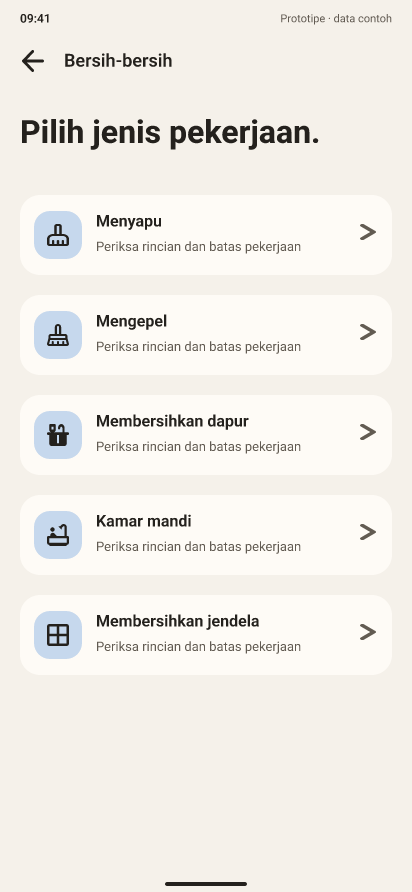 09:41
Prototipe · data contoh
Bersih-bersih
Pilih jenis pekerjaan.
Menyapu
Periksa rincian dan batas pekerjaan
Mengepel
Periksa rincian dan batas pekerjaan
Membersihkan dapur
Periksa rincian dan batas pekerjaan
Kamar mandi
Periksa rincian dan batas pekerjaan
Membersihkan jendela
Periksa rincian dan batas pekerjaan